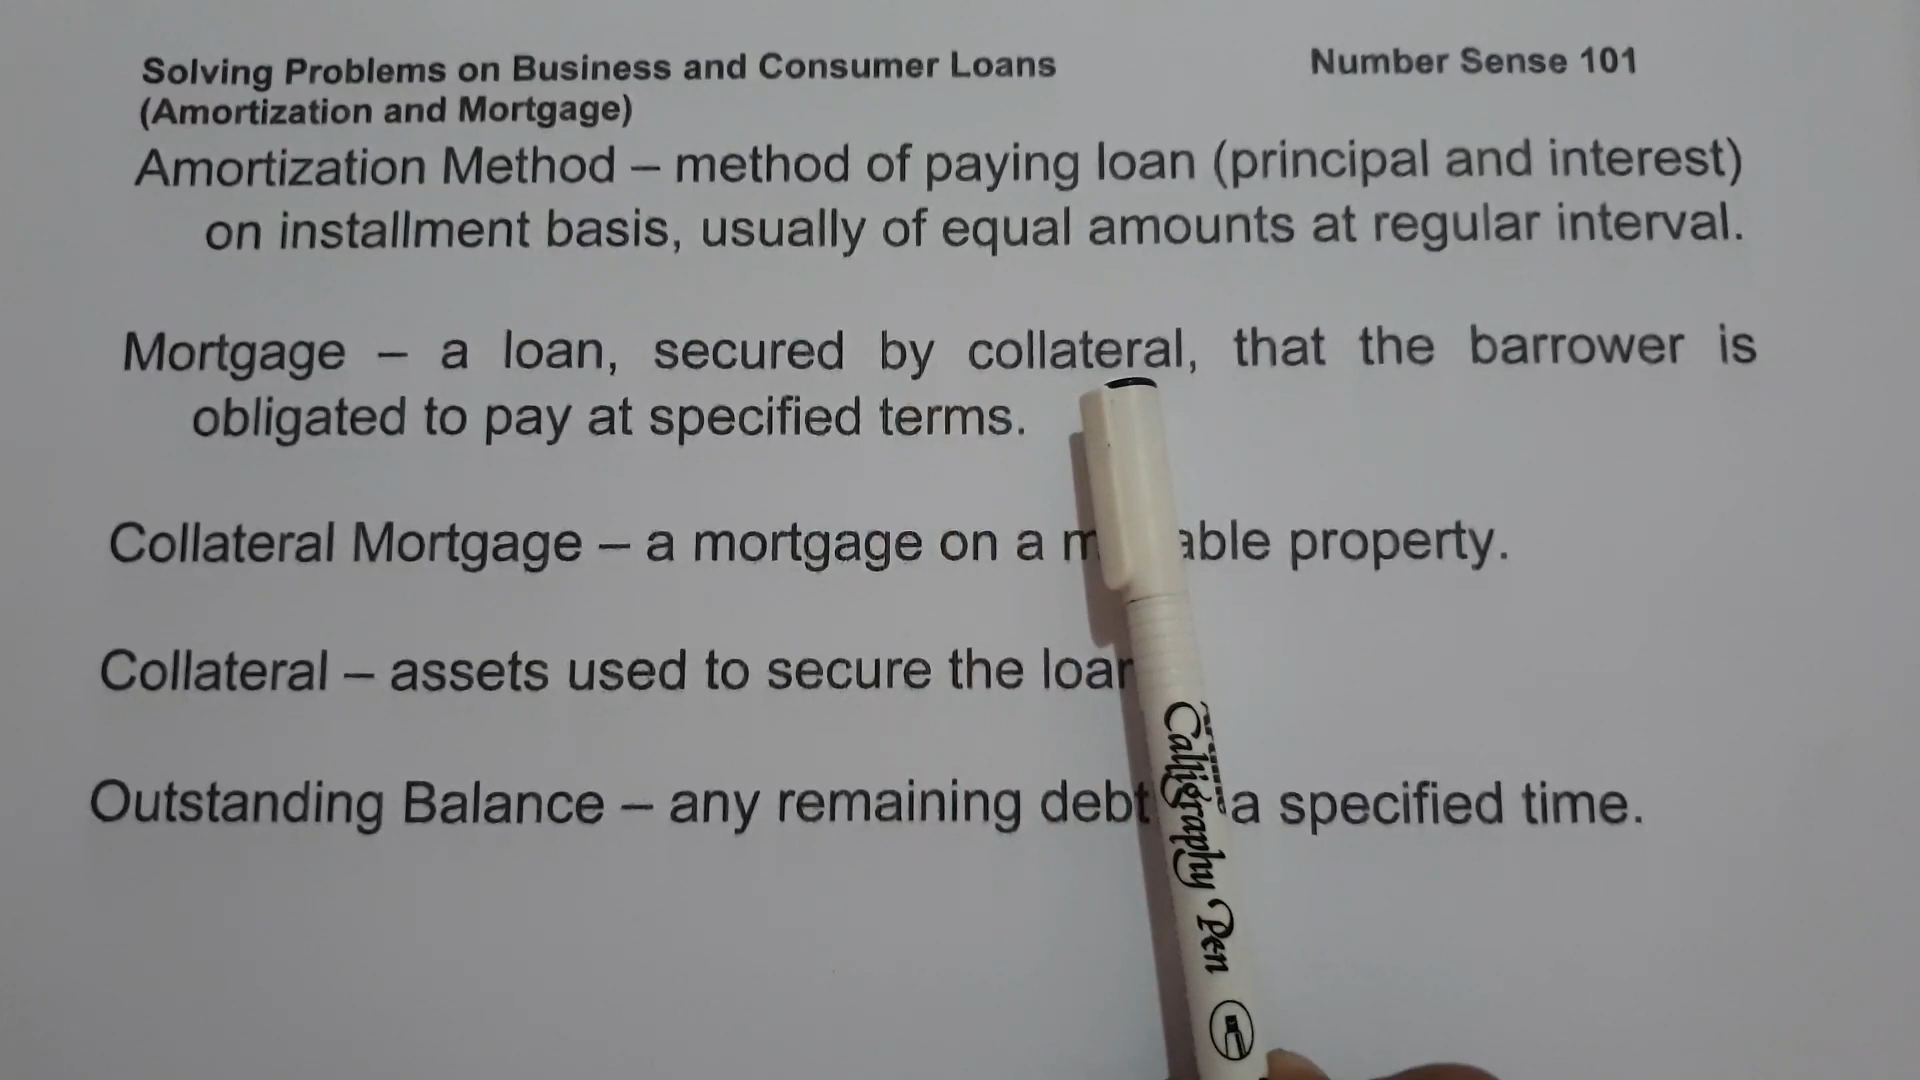 Solving Problems on Business and Consumer Loans Number Sense 101
(Amortization and Mortgage)
Amortization Method – method of paying loan (principal and interest)
on installment basis, usually of equal amounts at regular interval.
Mortgage – a loan, secured by collateral, that the barrower is
obligated to pay at specified terms.
Collateral Mortgage – a mortgage on a property.
Collateral – assets used to secure the
Outstanding Balance – any remaining debt a specified time.
Calligraphy Pen